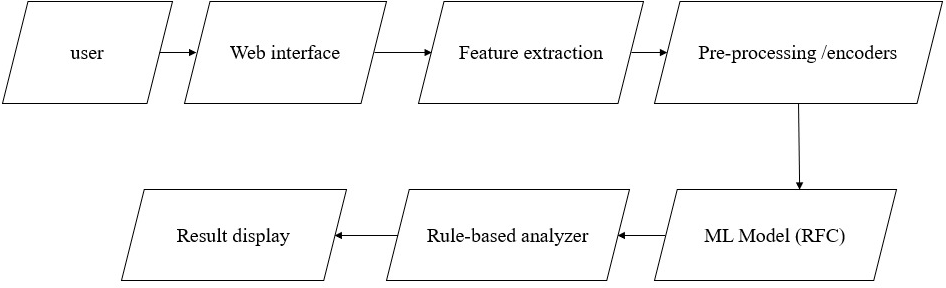 user
Web interface
Feature extraction
Pre-processing /encoders
Result display
Rule-based analyzer
ML Model (RFC)